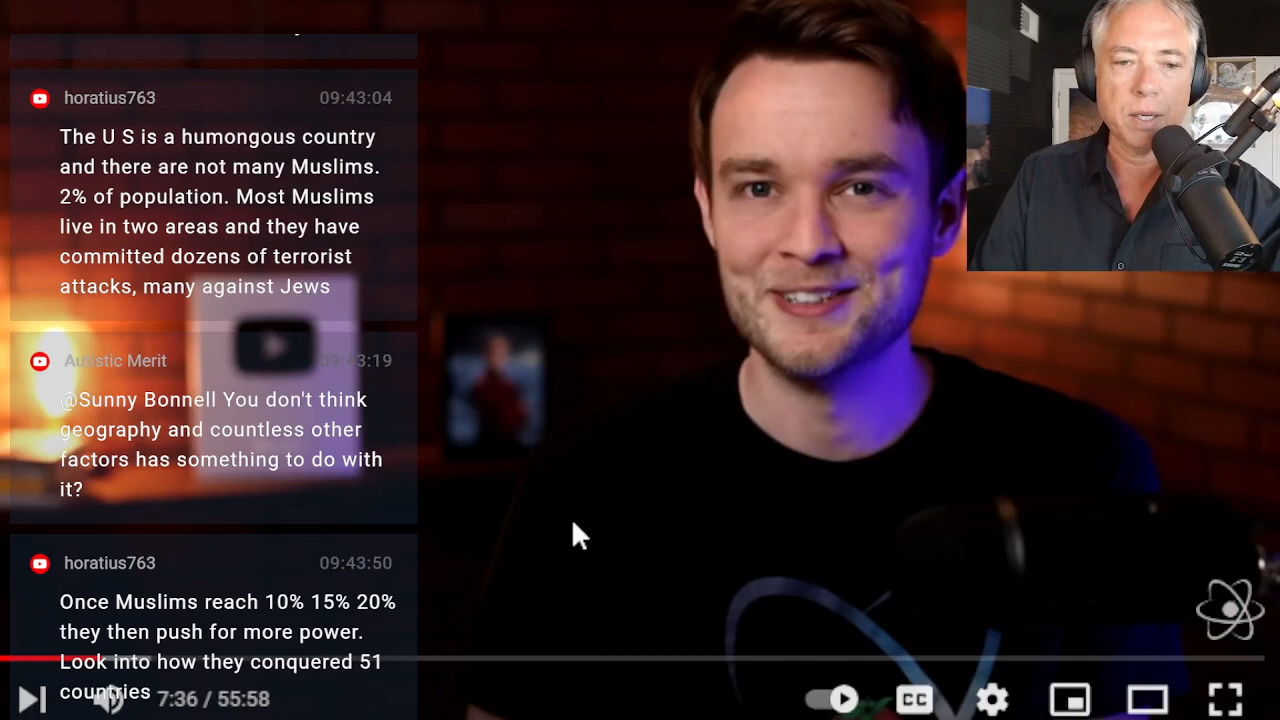 horatius763 09:43:04
The U S is a humongous country
and there are not many Muslims.
2% of population. Most Muslims
live in two areas and they have
committed dozens of terrorist
attacks, many against Jews
Autistic Merit 09:43:19
@Sunny Bonnell You don't think
geography and countless other
factors has something to do with
it?
horatius763 09:43:50
Once Muslims reach 10% 15% 20%
they then push for more power.
Look into how they conquered 51
countries
7:36 / 55:58
CC